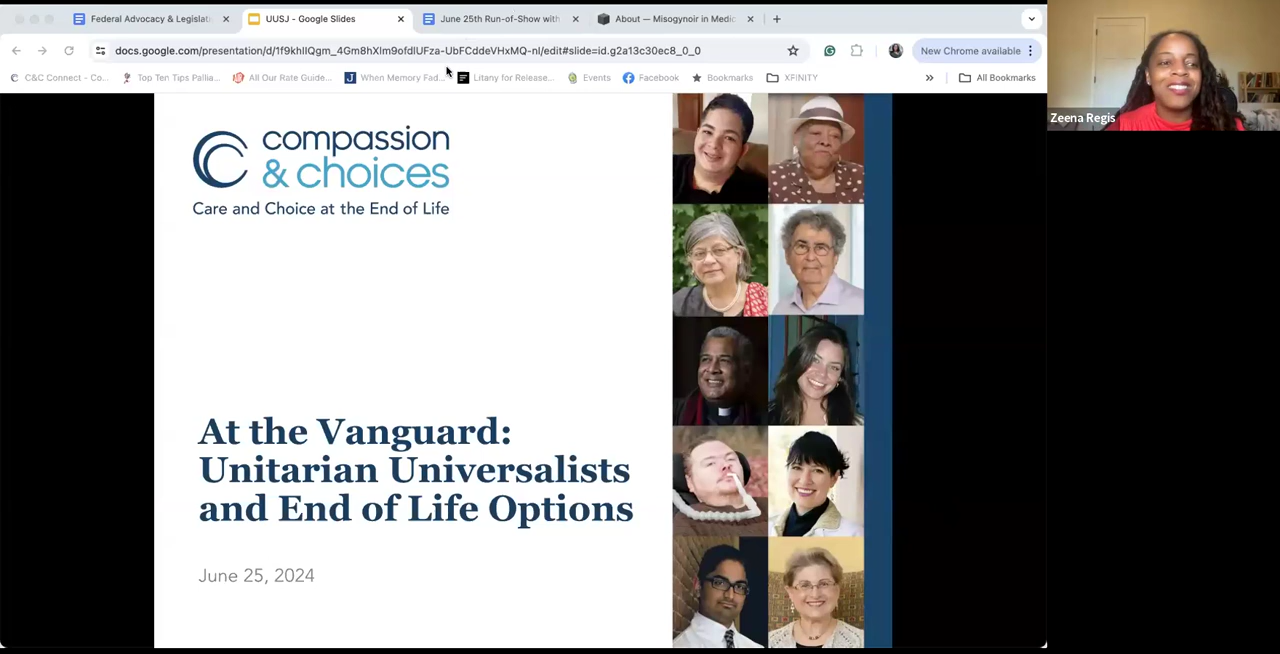 Federal Advocacy & Legislat
UUSJ - Google Slides
June 25th Run-of-Show with
About — Misogynoir in Medic
docs.google.com/presentation/d/1f9khIIQgm_4Gm8hXIm9ofdlUFza-UbFCddeVHxMQ-nI/edit#slide=id.g2a13c30ec8_0_0
New Chrome available
C&C Connect - Co...
Top Ten Tips Pallia...
All Our Rate Guide...
When Memory Fad...
Litany for Release...
Events
Facebook
Bookmarks
XFINITY
»
All Bookmarks
Zeena Regis
compassion
& choices
Care and Choice at the End of Life
At the Vanguard:
Unitarian Universalists
and End of Life Options
June 25, 2024